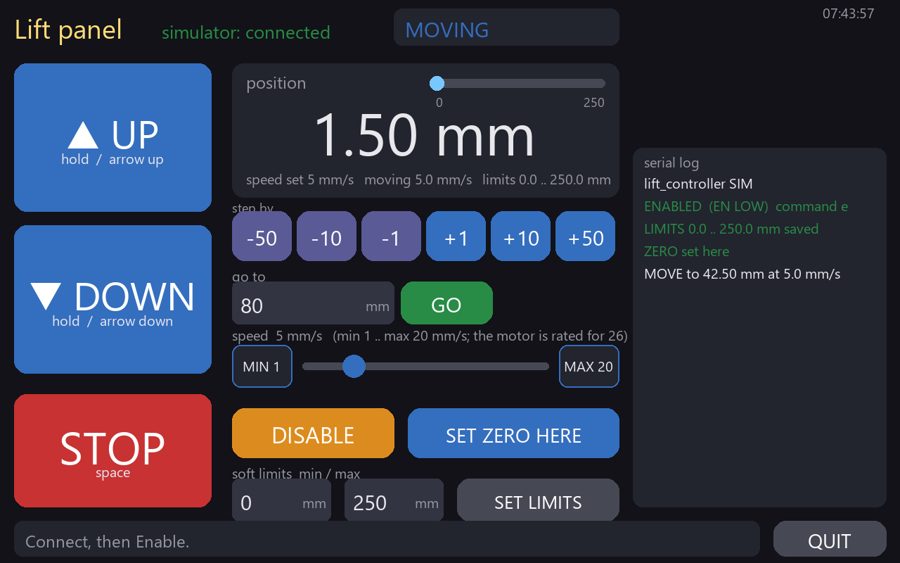 Lift panel
simulator: connected
MOVING
07:43:57
▲ UP
hold / arrow up
▼ DOWN
hold / arrow down
STOP
space
position
0
250
1.50 mm
speed set 5 mm/s moving 5.0 mm/s limits 0.0 .. 250.0 mm
step by
-50
-10
-1
+1
+10
+50
go to
80 mm
GO
speed 5 mm/s (min 1 .. max 20 mm/s; the motor is rated for 26)
MIN 1
MAX 20
DISABLE
SET ZERO HERE
soft limits min / max
0 mm
250 mm
SET LIMITS
serial log
lift_controller SIM
ENABLED (EN LOW) command e
LIMITS 0.0 .. 250.0 mm saved
ZERO set here
MOVE to 42.50 mm at 5.0 mm/s
Connect, then Enable.
QUIT